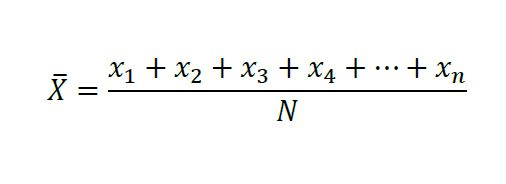 X̄ = (x₁ + x₂ + x₃ + x₄ + ⋯ + xₙ) / N